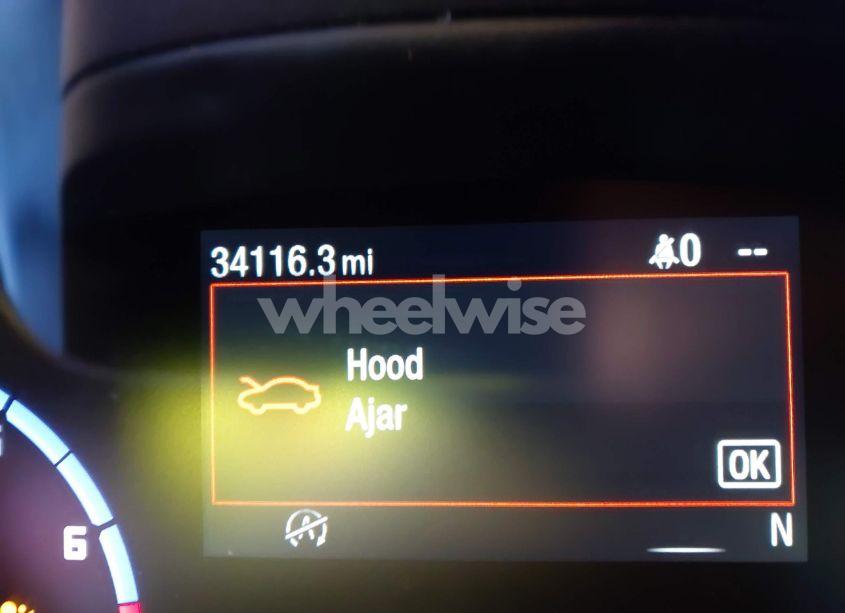 34116.3 mi
0 --
wheelwise
Hood
Ajar
OK
A
N
6